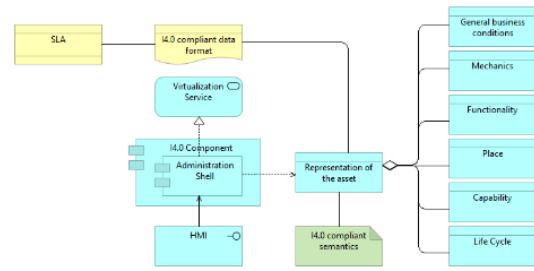 SLA
I4.0 compliant data
format
General business
conditions
Mechanics
Virtualization
Service
Functionality
I4.0 Component
Administration
Shell
Representation of
the asset
Place
Capability
HMI
I4.0 compliant
semantics
Life Cycle